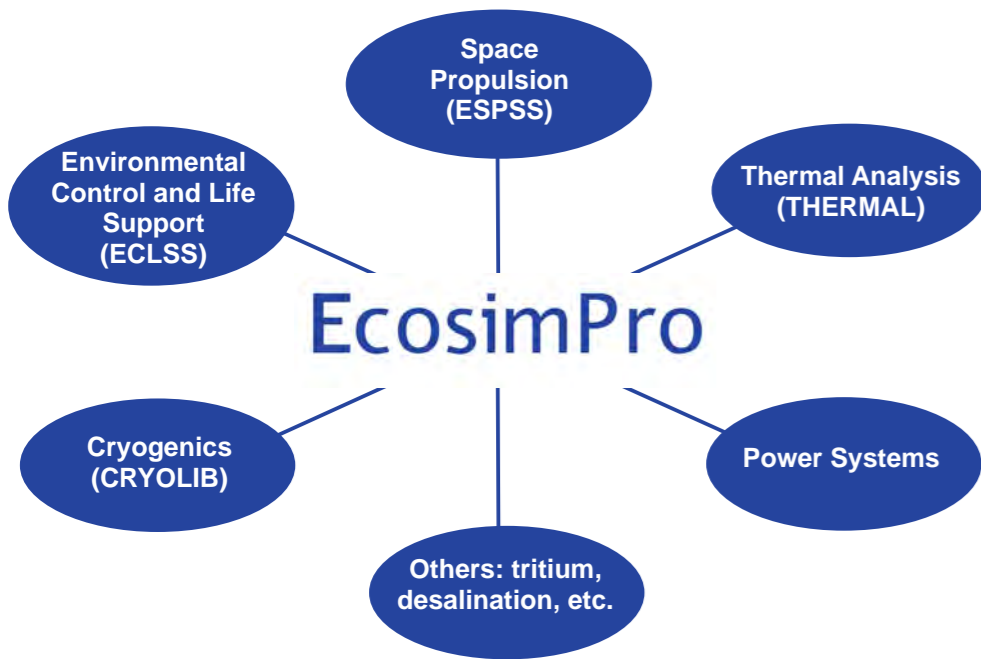 Space
Propulsion
(ESPSS)
Environmental
Control and Life
Support
(ECLSS)
Thermal Analysis
(THERMAL)
EcosimPro
Cryogenics
(CRYOLIB)
Power Systems
Others: tritium,
desalination, etc.